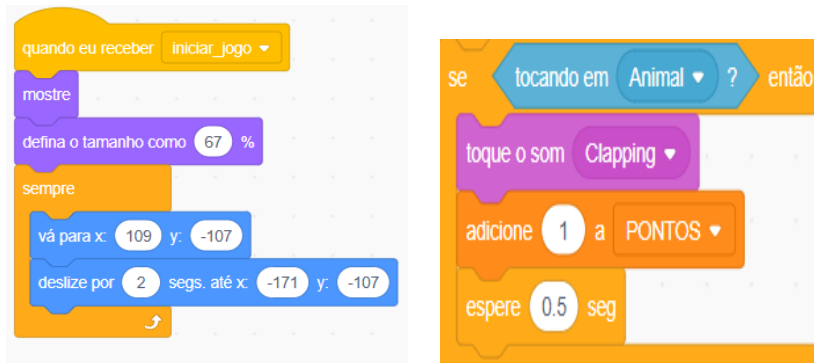 quando eu receber iniciar_jogo
mostre
defina o tamanho como 67 %
sempre
vá para x: 109 y: -107
deslize por 2 segs. até x: -171 y: -107
se tocando em Animal ? então
toque o som Clapping
adicione 1 a PONTOS
espere 0.5 seg